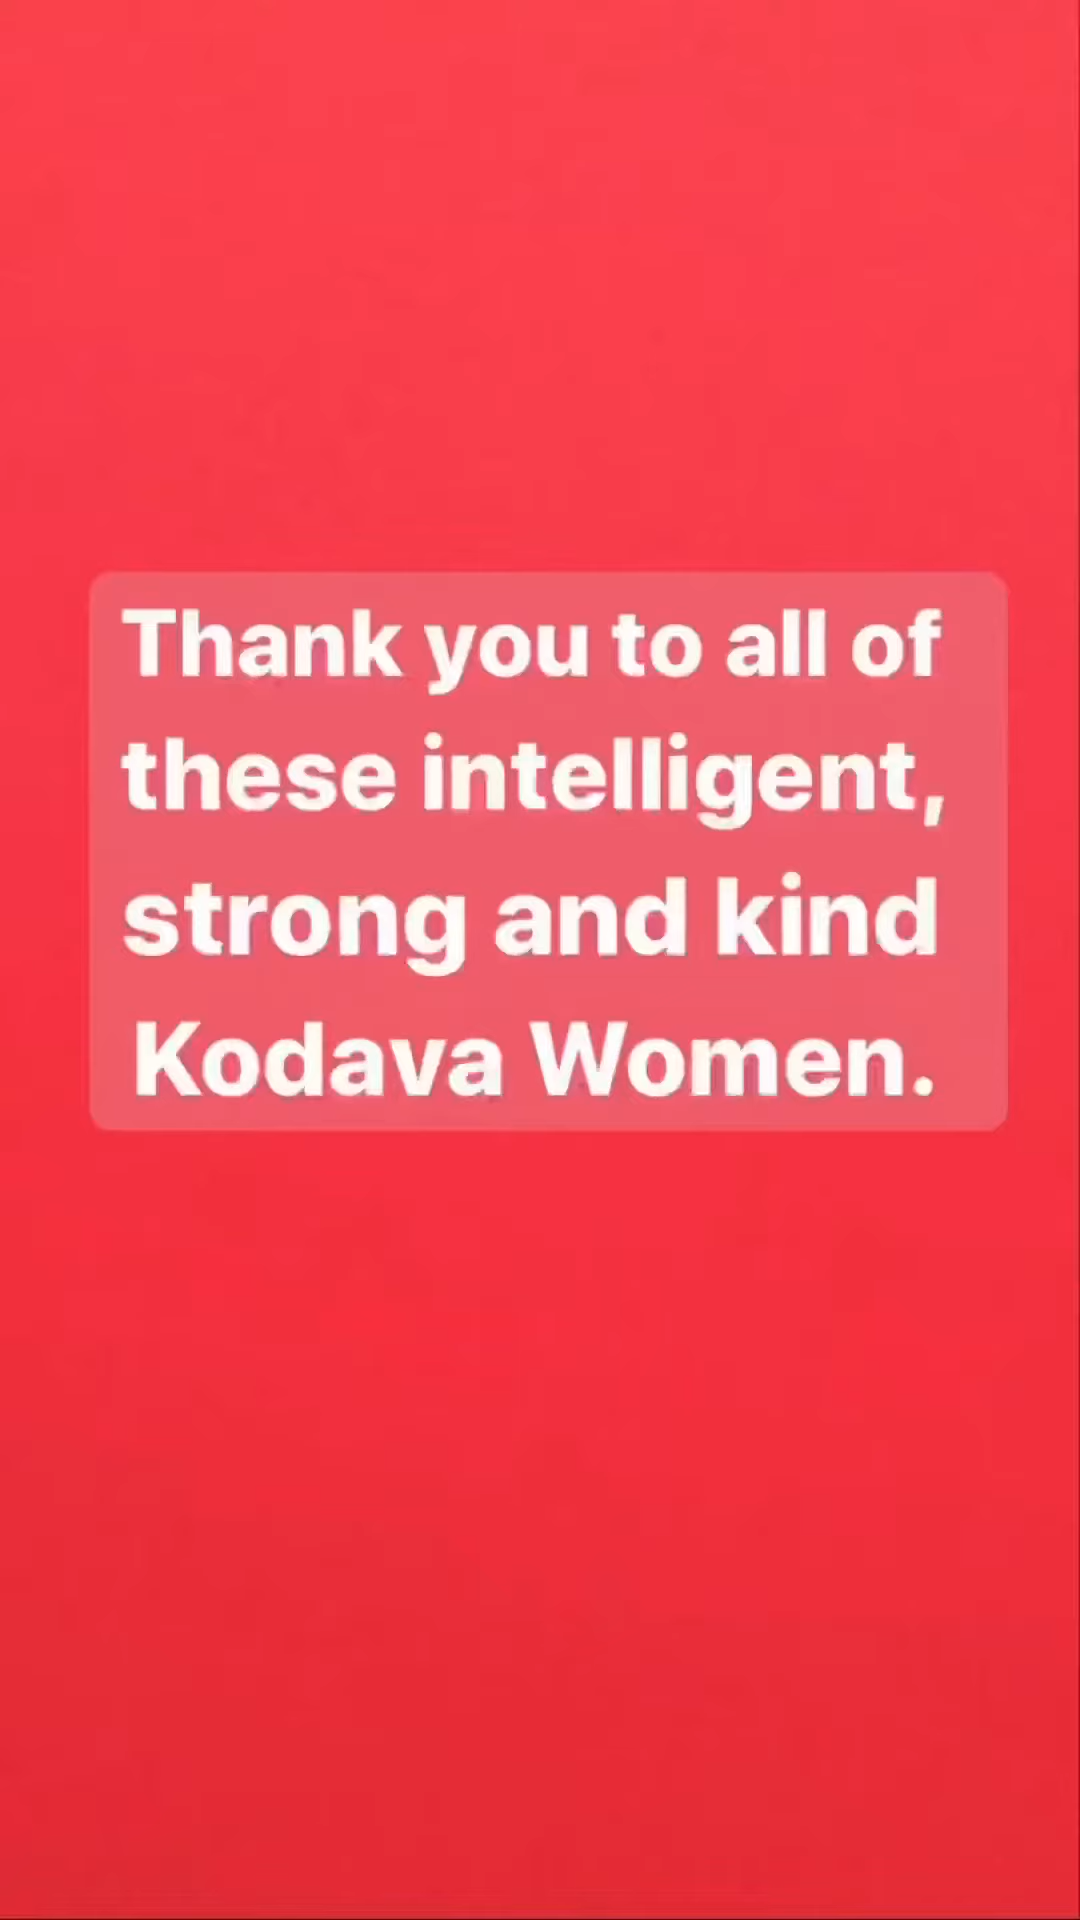 Thank you to all of
these intelligent,
strong and kind
Kodava Women.